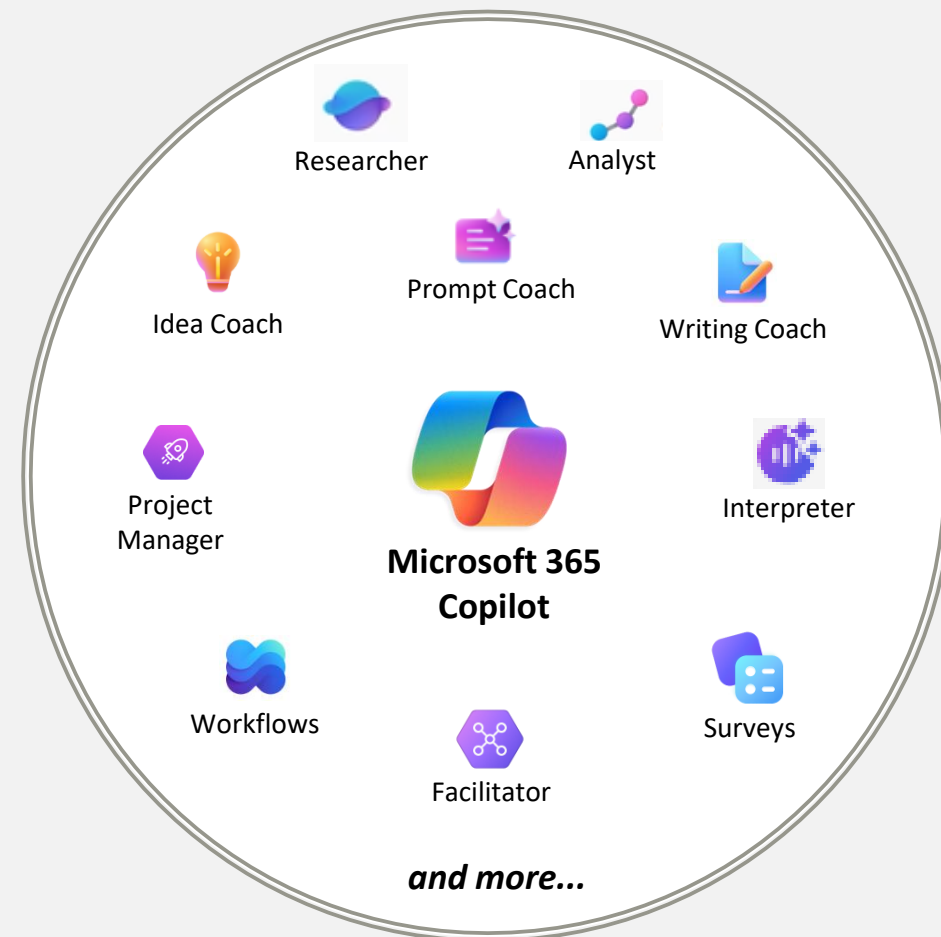 Researcher
Analyst
Prompt Coach
Idea Coach
Writing Coach
Project
Manager
Interpreter
Microsoft 365
Copilot
Workflows
Surveys
Facilitator
and more...